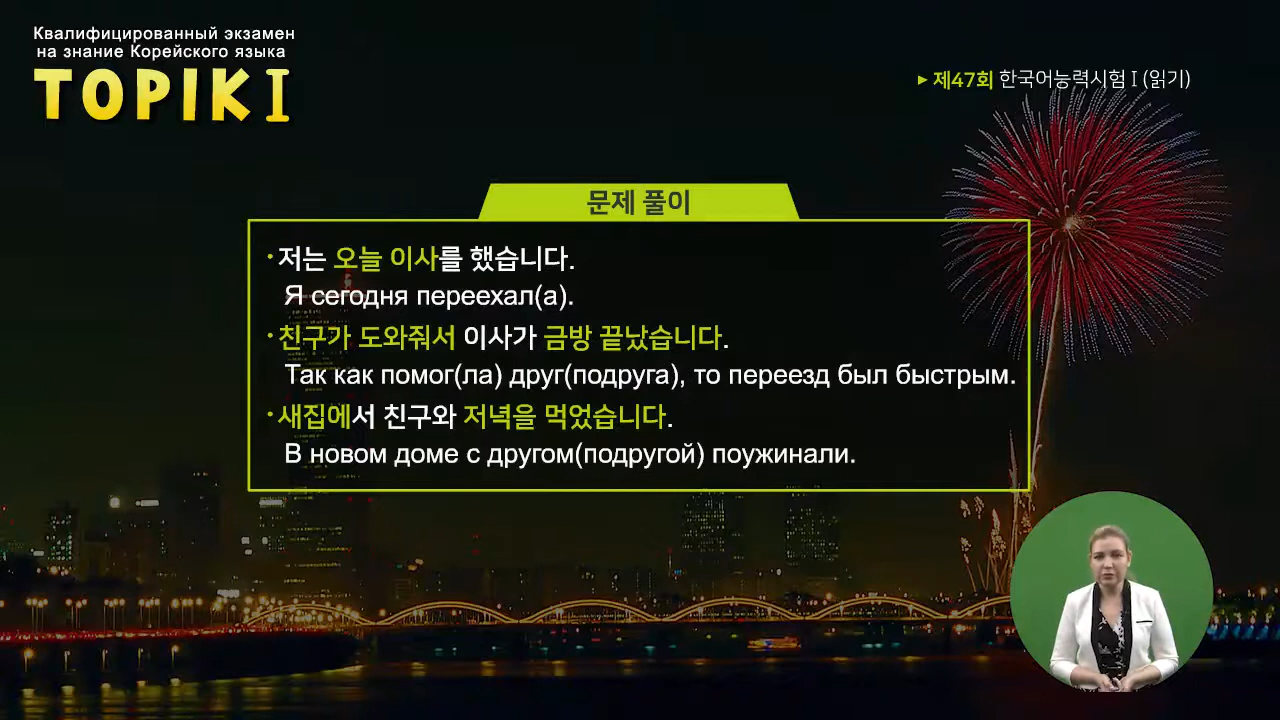 Квалифицированный экзамен
на знание Корейского языка
TOPIK I
▶ 제47회 한국어능력시험 I (읽기)
문제 풀이
· 저는 오늘 이사를 했습니다.
Я сегодня переехал(а).
· 친구가 도와줘서 이사가 금방 끝났습니다.
Так как помог(ла) друг(подруга), то переезд был быстрым.
· 새집에서 친구와 저녁을 먹었습니다.
В новом доме с другом(подругой) поужинали.